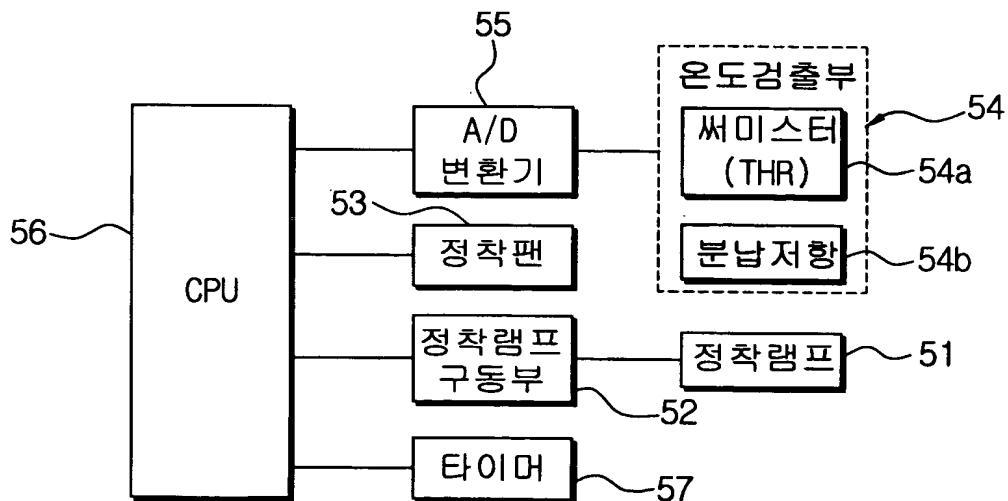 55
온도검출부
54
A/D
변환기
써미스터
(THR)
54a
53
56
정착팬
분납저항
54b
CPU
정착램프
구동부
52
정착램프
51
타이머
57